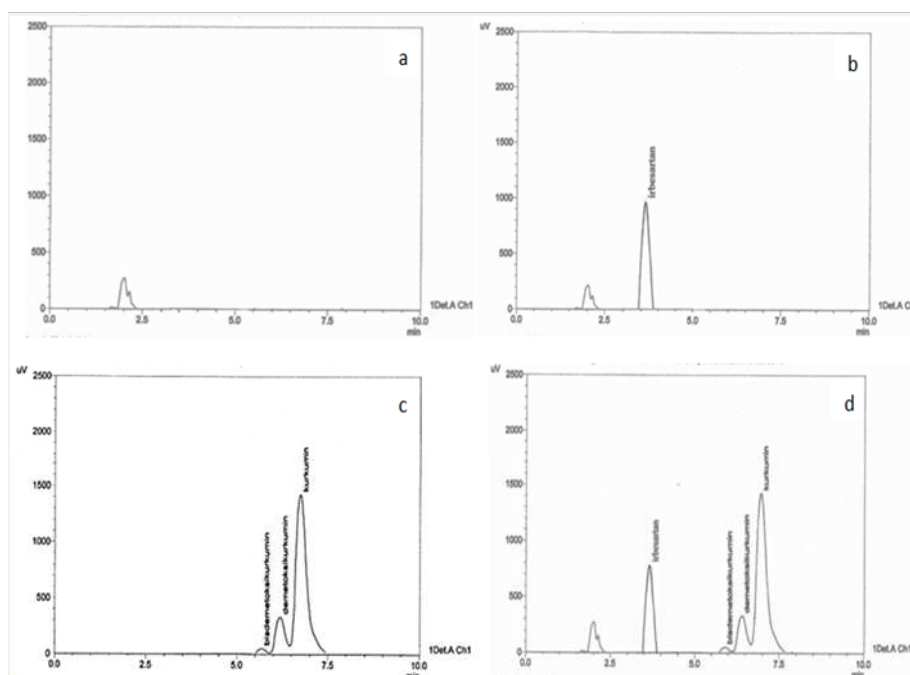 2500
a
2000
1500
1000
500
0
1Det.A Ch1
0.0 2.5 5.0 7.5 10.0
min
uV
2500
b
2000
1500
irbesartan
1000
500
0
1Det.A C
0.0 2.5 5.0 7.5 10.0
min
uV
2500
c
2000
kurkumin
1500
bisdemetoksikurkumin
demetoksikurkumin
1000
500
0
1Det.A Ch1
0.0 2.5 5.0 7.5 10.0
min
uV
2500
d
2000
kurkumin
1500
irbesartan
bisdemetoksikurkumin
demetoksikurkumin
1000
500
0
1Det.A Ch1
0.0 2.5 5.0 7.5 10.0
min